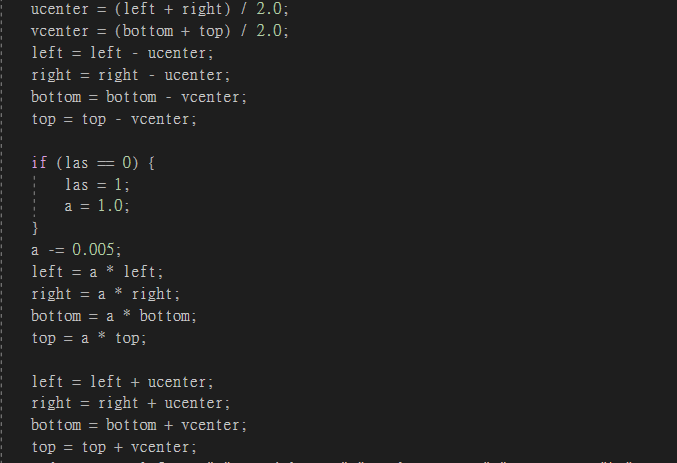 ucenter = (left + right) / 2.0;
vcenter = (bottom + top) / 2.0;
left = left - ucenter;
right = right - ucenter;
bottom = bottom - vcenter;
top = top - vcenter;
if (las == 0) {
las = 1;
a = 1.0;
}
a -= 0.005;
left = a * left;
right = a * right;
bottom = a * bottom;
top = a * top;
left = left + ucenter;
right = right + ucenter;
bottom = bottom + vcenter;
top = top + vcenter;